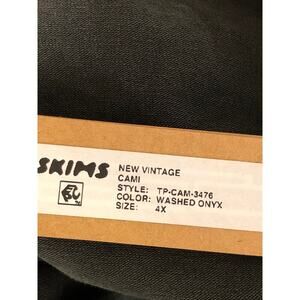 SKIMS
NEW VINTAGE
CAMI
STYLE: TP-CAM-3476
COLOR: WASHED ONYX
SIZE: 4X